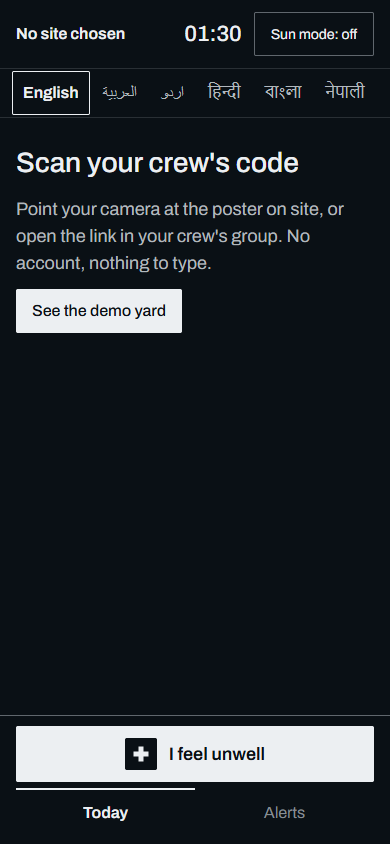 No site chosen
01:30
Sun mode: off
English
العربية
اردو
हिन्दी
বাংলা
नेपाली
Scan your crew's code
Point your camera at the poster on site, or
open the link in your crew's group. No
account, nothing to type.
See the demo yard
I feel unwell
Today
Alerts